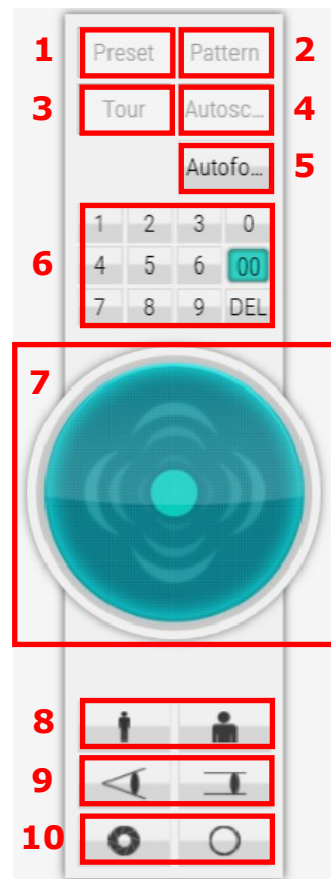 1 Preset Pattern 2
3 Tour Autosc... 4
Autofo... 5
1 2 3 0
6 4 5 6 00
7 8 9 DEL
7
8
9
10